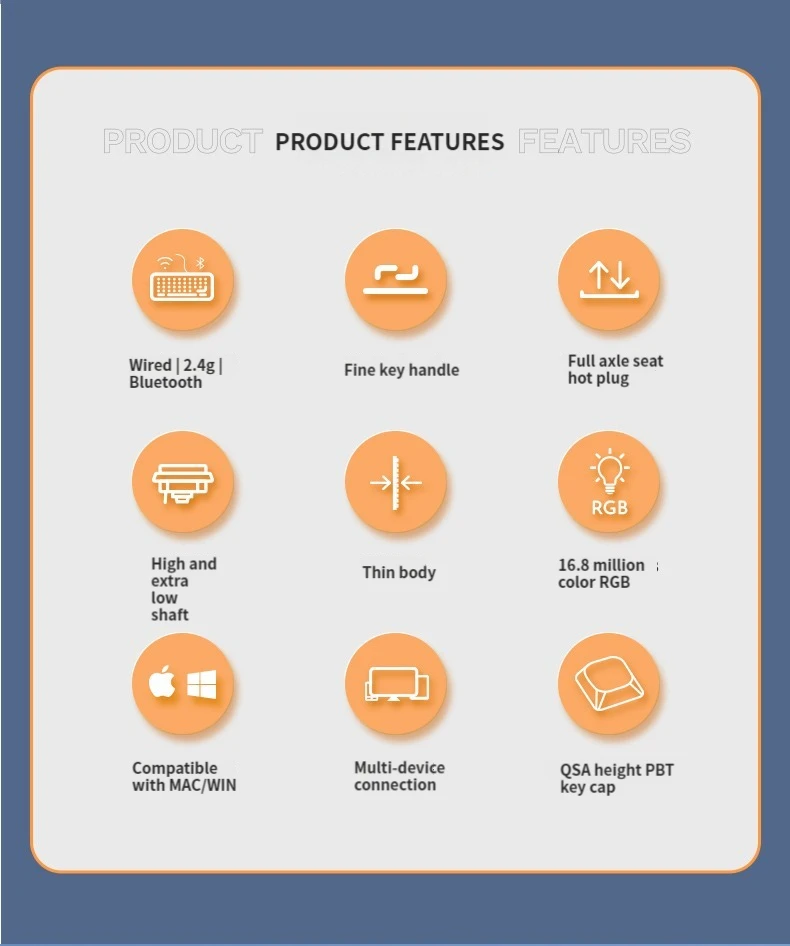 PRODUCT PRODUCT FEATURES FEATURES
Wired | 2.4g |
Bluetooth
Fine key handle
Full axle seat
hot plug
High and
extra
low
shaft
Thin body
RGB
16.8 million
color RGB
Compatible
with MAC/WIN
Multi-device
connection
QSA height PBT
key cap